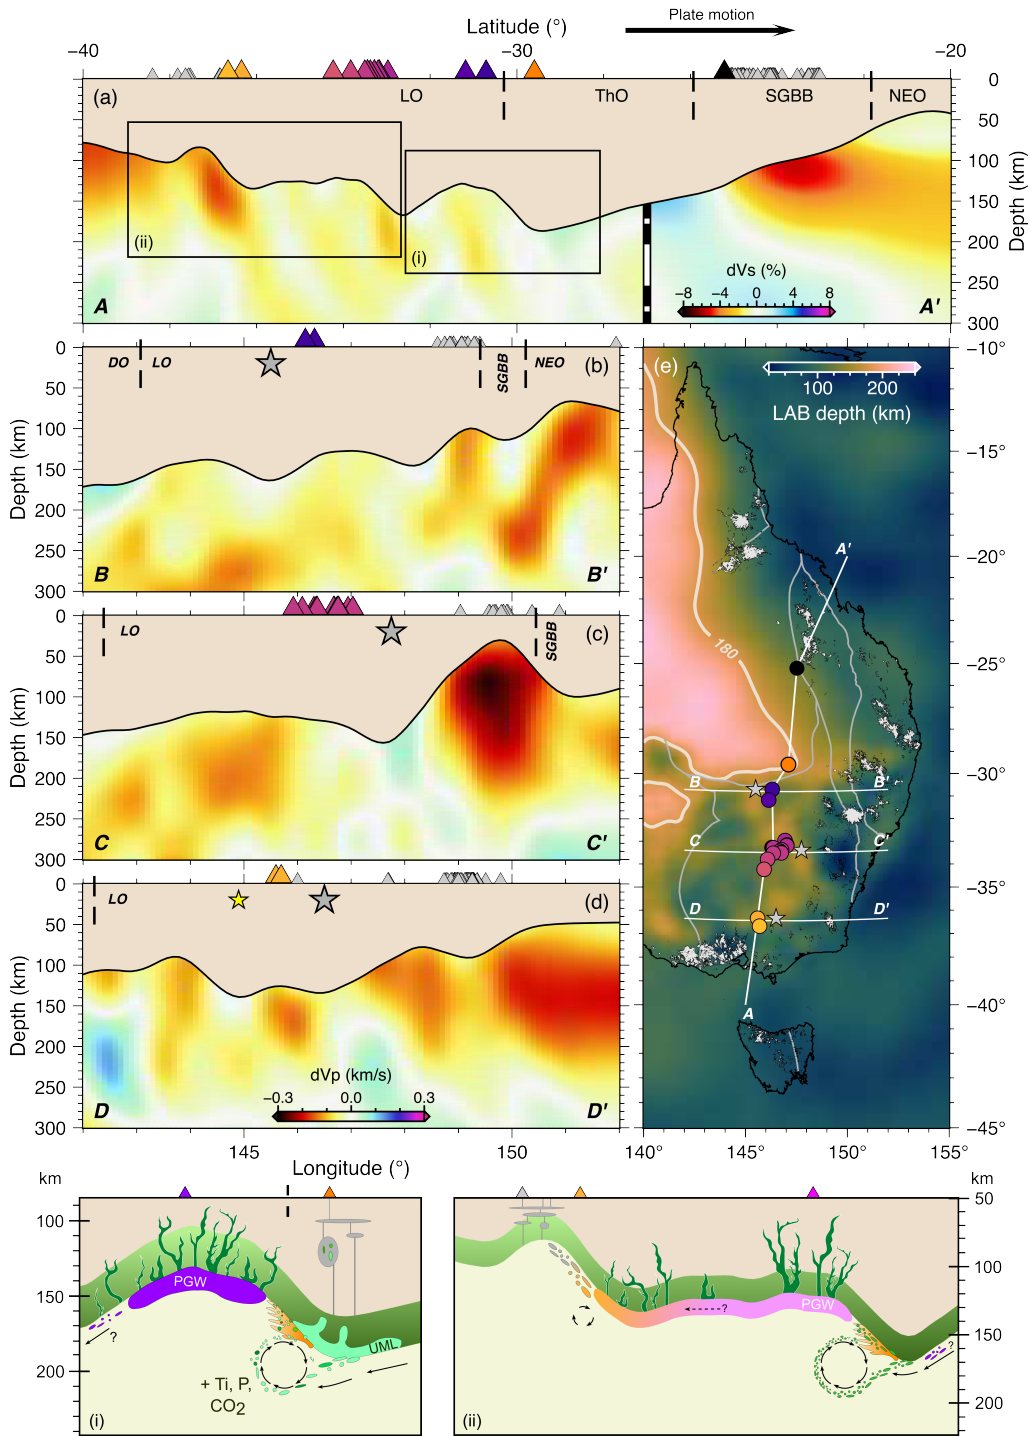 Latitude (°)
Plate motion
−40
−30
−20
(a)
LO
ThO
SGBB
NEO
0
50
100
150
200
250
300
Depth (km)
(ii)
(i)
dVs (%)
−8
−4
0
4
8
A
A'
0
50
100
150
200
250
300
Depth (km)
DO
LO
SGBB
NEO
(b)
B
B'
0
50
100
150
200
250
300
Depth (km)
LO
SGBB
(c)
C
C'
0
50
100
150
200
250
300
Depth (km)
LO
(d)
dVp (km/s)
−0.3
0.0
0.3
D
D'
145
150
Longitude (°)
(e)
100
200
LAB depth (km)
180
A'
B
B'
C
C'
D
D'
A
−10°
−15°
−20°
−25°
−30°
−35°
−40°
−45°
140°
145°
150°
155°
km
100
150
200
PGW
UML
?
+ Ti, P,
CO2
(i)
km
50
100
150
200
?
PGW
?
(ii)